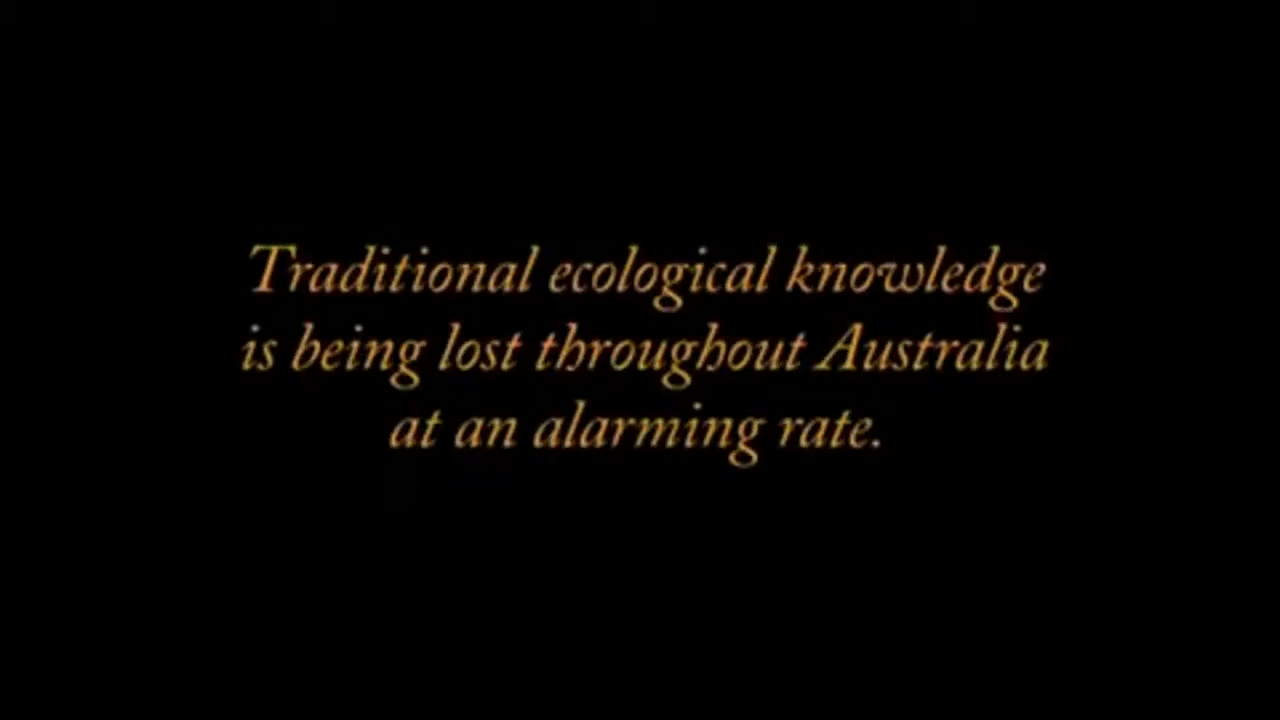 Traditional ecological knowledge
is being lost throughout Australia
at an alarming rate.